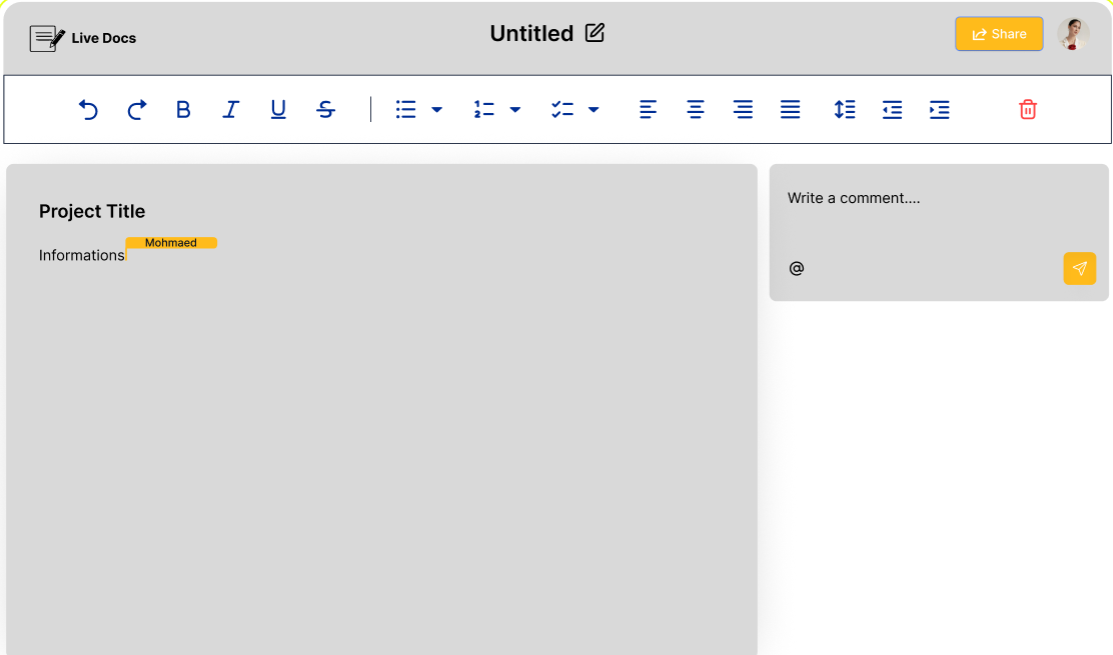 Live Docs
Untitled
Share
B I U S
Project Title
Mohmaed
Informations
Write a comment....
@